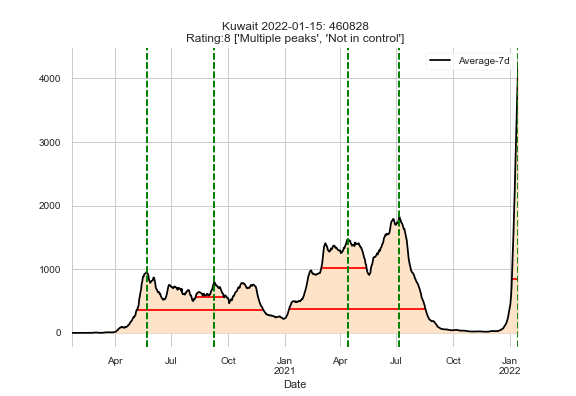 Kuwait 2022-01-15: 460828
Rating:8 ['Multiple peaks', 'Not in control']
Average-7d
4000
3000
2000
1000
0
Apr
Jul
Oct
Jan
2021
Apr
Jul
Oct
Jan
2022
Date